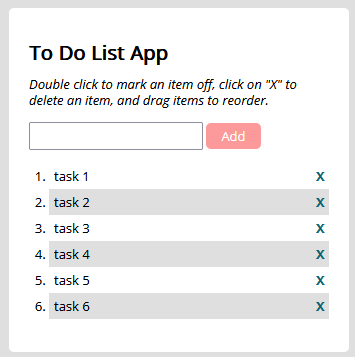 To Do List App
Double click to mark an item off, click on "X" to
delete an item, and drag items to reorder.
Add
1. task 1 X
2. task 2 X
3. task 3 X
4. task 4 X
5. task 5 X
6. task 6 X